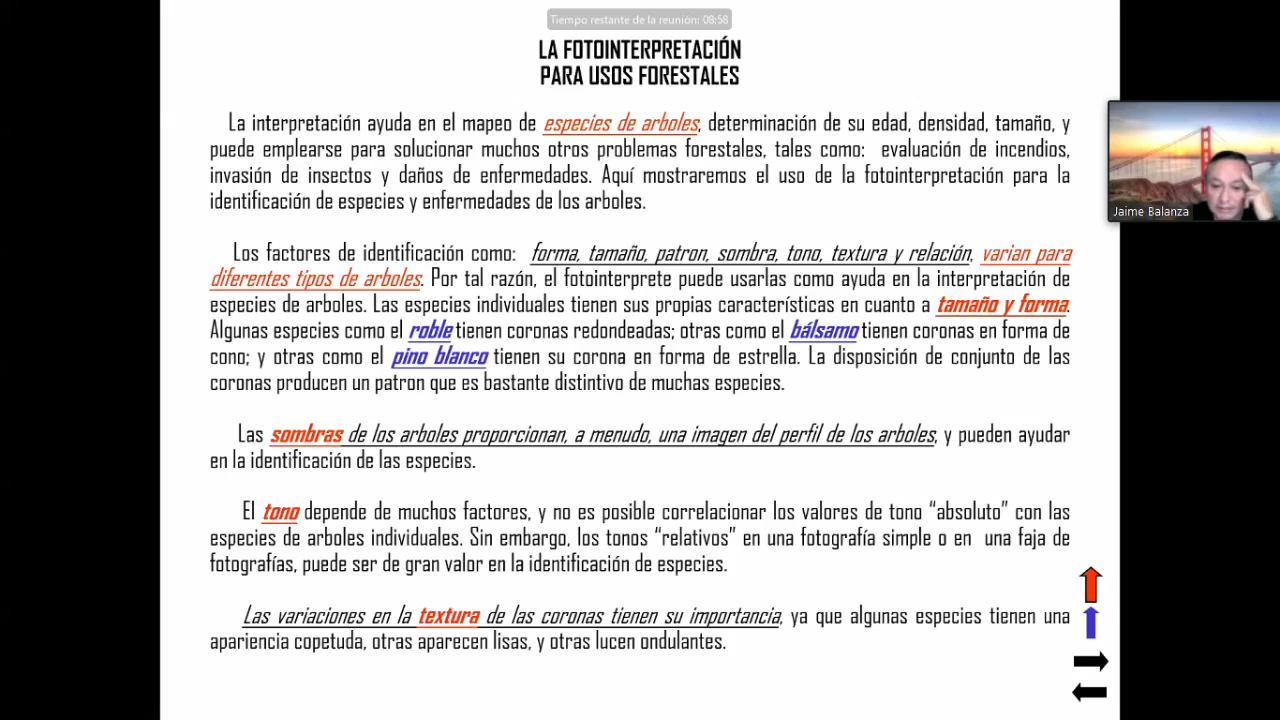 Tiempo restante de la reunión: 08:58
LA FOTOINTERPRETACIÓN
PARA USOS FORESTALES
La interpretación ayuda en el mapeo de especies de arboles, determinación de su edad, densidad, tamaño, y
puede emplearse para solucionar muchos otros problemas forestales, tales como: evaluación de incendios,
invasión de insectos y daños de enfermedades. Aquí mostraremos el uso de la fotointerpretación para la
identificación de especies y enfermedades de los arboles.
Los factores de identificación como: forma, tamaño, patron, sombra, tono, textura y relación, varian para
diferentes tipos de arboles. Por tal razón, el fotointerprete puede usarlas como ayuda en la interpretación de
especies de arboles. Las especies individuales tienen sus propias características en cuanto a tamaño y forma.
Algunas especies como el roble tienen coronas redondeadas; otras como el bálsamo tienen coronas en forma de
cono; y otras como el pino blanco tienen su corona en forma de estrella. La disposición de conjunto de las
coronas producen un patron que es bastante distintivo de muchas especies.
Las sombras de los arboles proporcionan, a menudo, una imagen del perfil de los arboles, y pueden ayudar
en la identificación de las especies.
El tono depende de muchos factores, y no es posible correlacionar los valores de tono “absoluto” con las
especies de arboles individuales. Sin embargo, los tonos “relativos” en una fotografía simple o en una faja de
fotografías, puede ser de gran valor en la identificación de especies.
Las variaciones en la textura de las coronas tienen su importancia, ya que algunas especies tienen una
apariencia copetuda, otras aparecen lisas, y otras lucen ondulantes.
Jaime Balanza